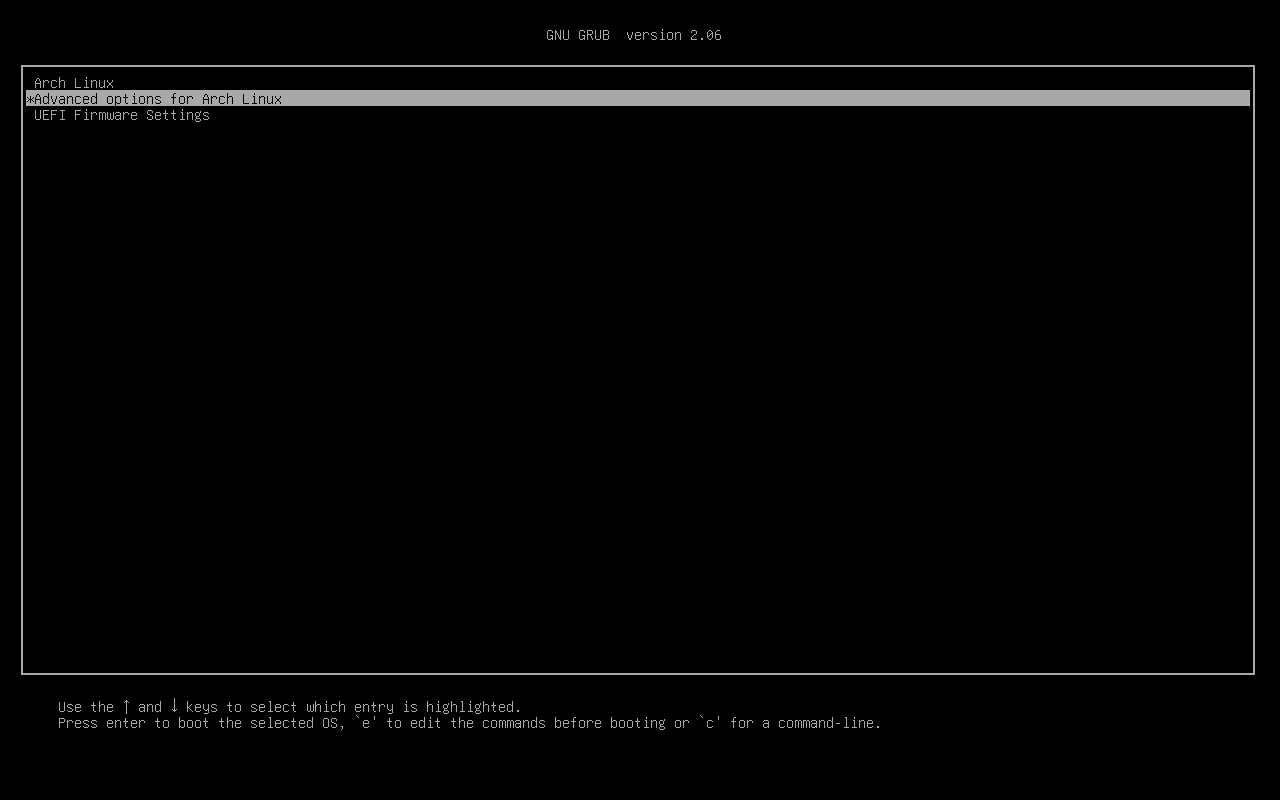 GNU GRUB  version 2.06
Arch Linux
*Advanced options for Arch Linux
UEFI Firmware Settings
Use the ↑ and ↓ keys to select which entry is highlighted.
Press enter to boot the selected OS, `e' to edit the commands before booting or `c' for a command-line.